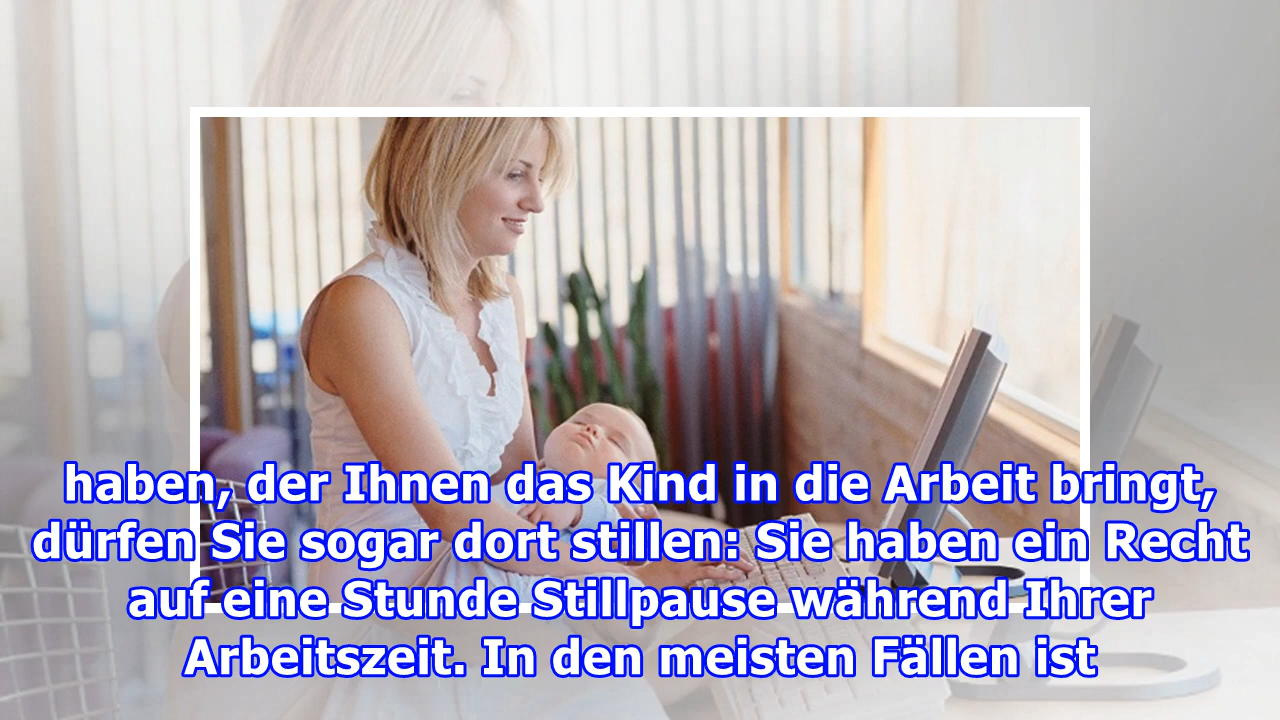 haben, der Ihnen das Kind in die Arbeit bringt,
dürfen Sie sogar dort stillen: Sie haben ein Recht
auf eine Stunde Stillpause während Ihrer
Arbeitszeit. In den meisten Fällen ist